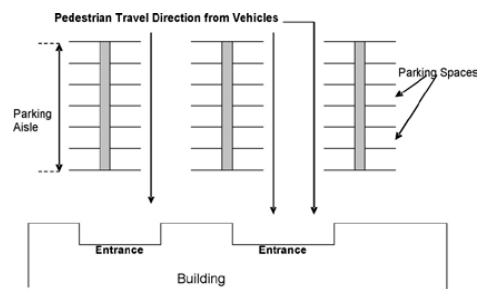 Pedestrian Travel Direction from Vehicles
Parking Spaces
Parking
Aisle
Entrance
Entrance
Building